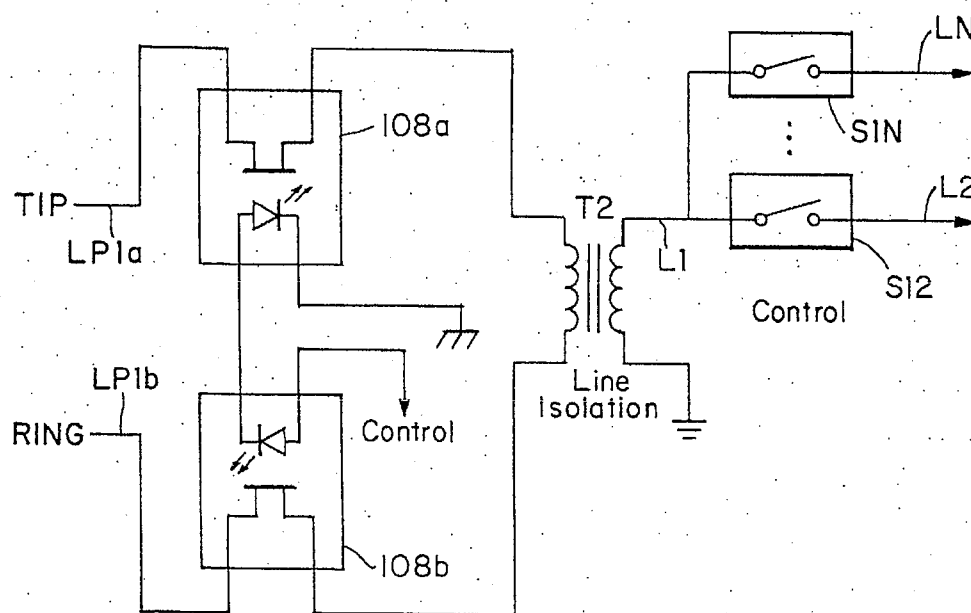 LN
108a
S1N
TIP
T2
L2
LP1a
L1
S12
Control
LP1b
Line
Isolation
Control
RING
108b